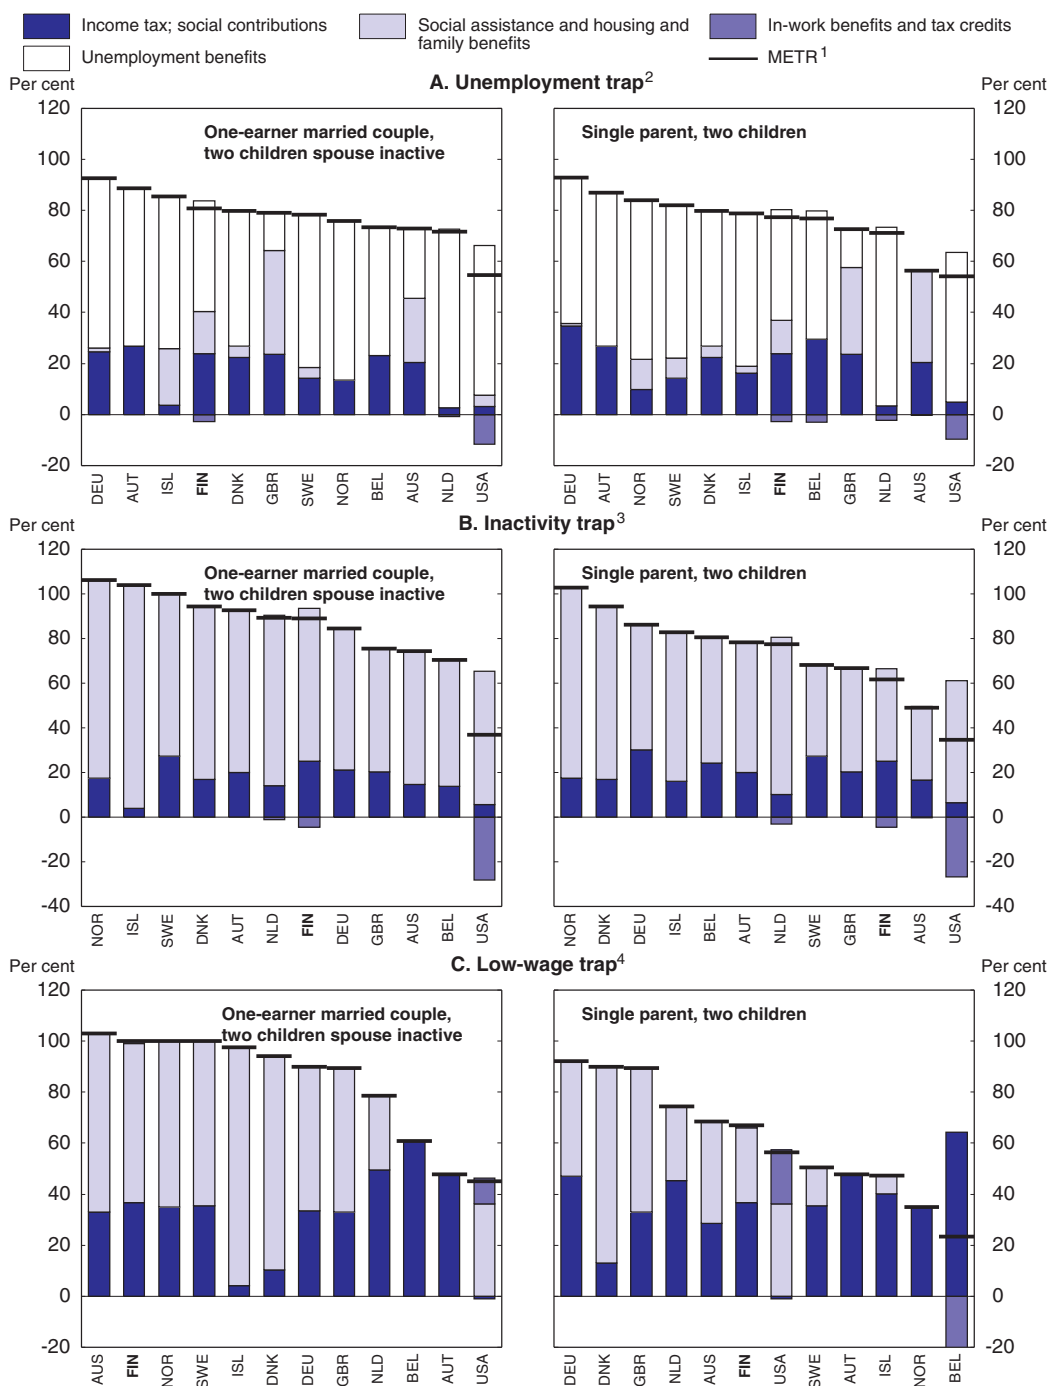 Income tax; social contributions
Social assistance and housing and
family benefits
In-work benefits and tax credits
Unemployment benefits
METR1
Per cent
A. Unemployment trap2
Per cent
120
One-earner married couple,
two children spouse inactive
Single parent, two children
120
100
100
80
80
60
60
40
40
20
20
0
0
-20
-20
DEU AUT ISL FIN DNK GBR SWE NOR BEL AUS NLD USA
DEU AUT NOR SWE DNK ISL FIN BEL GBR NLD AUS USA
Per cent
B. Inactivity trap3
Per cent
120
One-earner married couple,
two children spouse inactive
Single parent, two children
120
100
100
80
80
60
60
40
40
20
20
0
0
-20
-20
-40
-40
NOR ISL SWE DNK AUT NLD FIN DEU GBR AUS BEL USA
NOR DNK DEU ISL BEL AUT NLD SWE GBR FIN AUS USA
Per cent
C. Low-wage trap4
Per cent
120
One-earner married couple,
two children spouse inactive
Single parent, two children
120
100
100
80
80
60
60
40
40
20
20
0
0
-20
-20
AUS FIN NOR SWE ISL DNK DEU GBR NLD BEL AUT USA
DEU DNK GBR NLD AUS FIN USA SWE AUT ISL NOR BEL